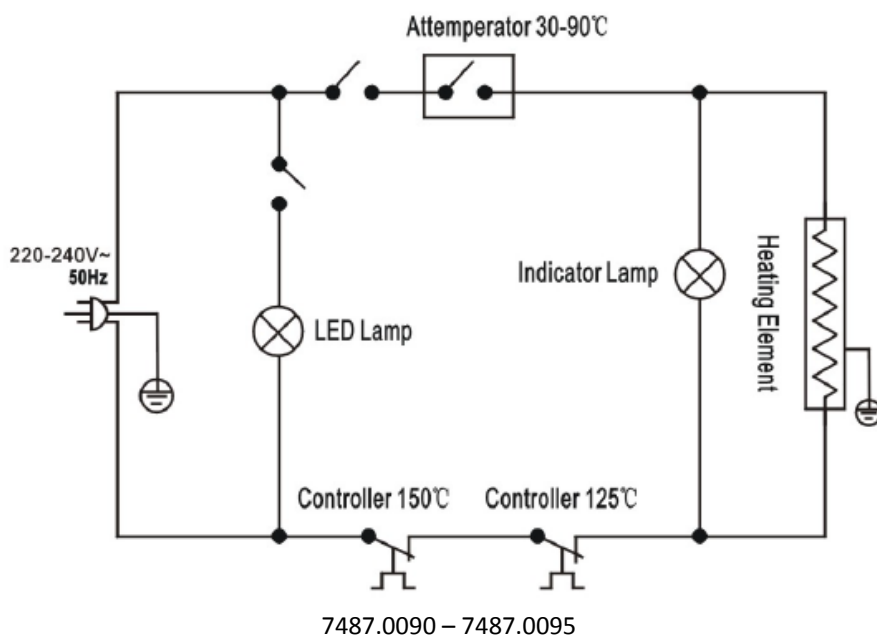 Attemperator 30-90℃
220-240V~
50Hz
Indicator Lamp
Heating Element
LED Lamp
Controller 150℃
Controller 125℃
7487.0090 – 7487.0095